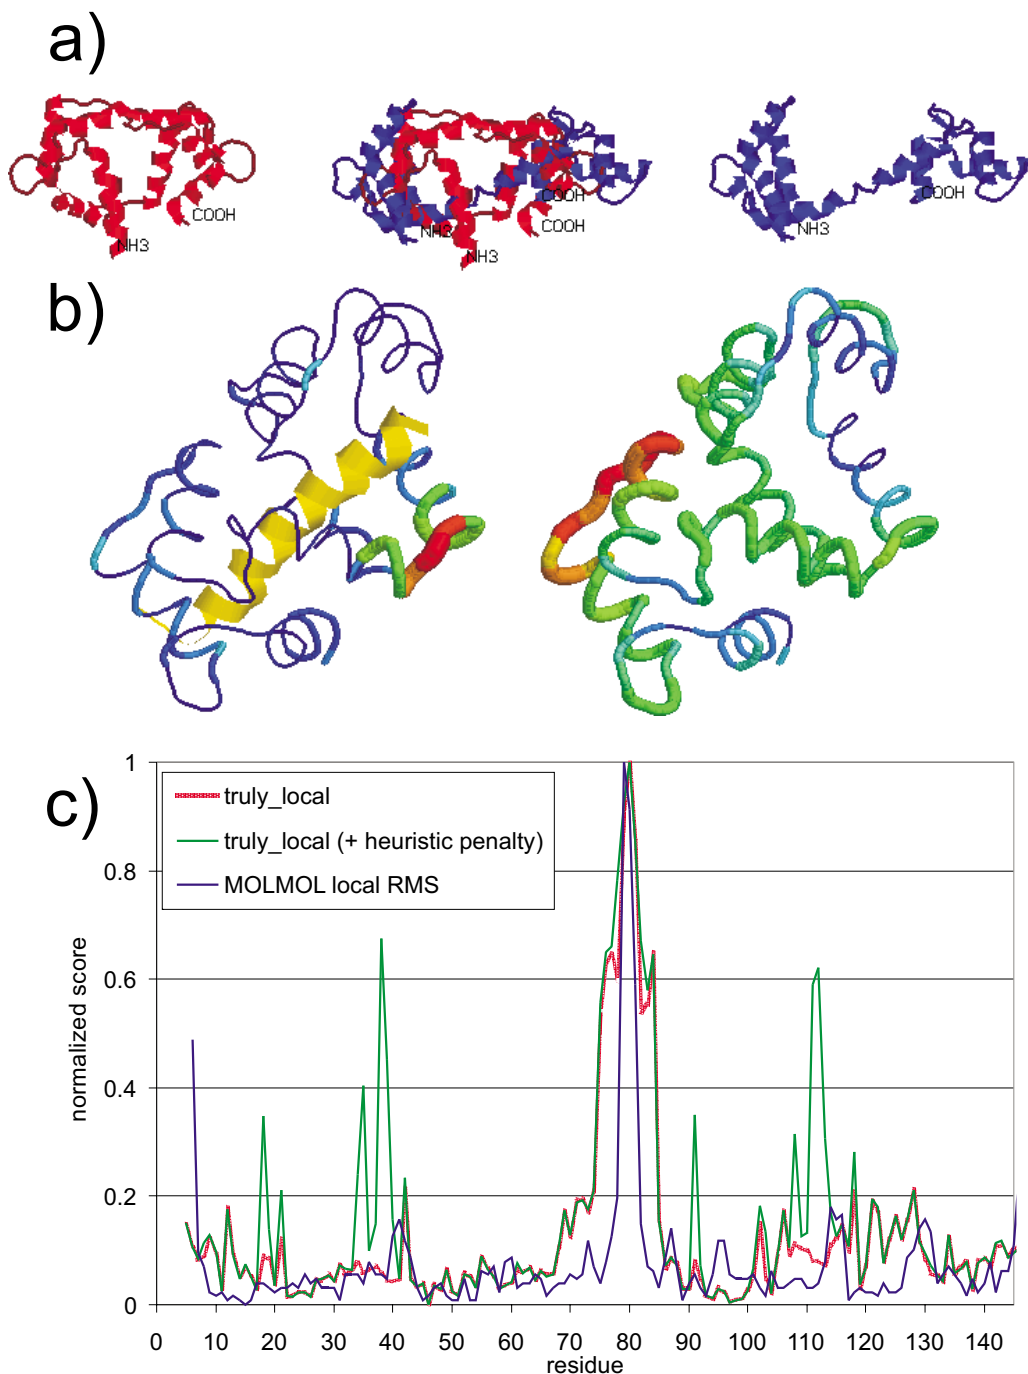 a)
COOH
NH3
COOH
COOH
NH3
NH3
COOH
NH3
b)
c)
truly_local
truly_local (+ heuristic penalty)
MOLMOL local RMS
normalized score
1
0.8
0.6
0.4
0.2
0
0 10 20 30 40 50 60 70 80 90 100 110 120 130 140
residue